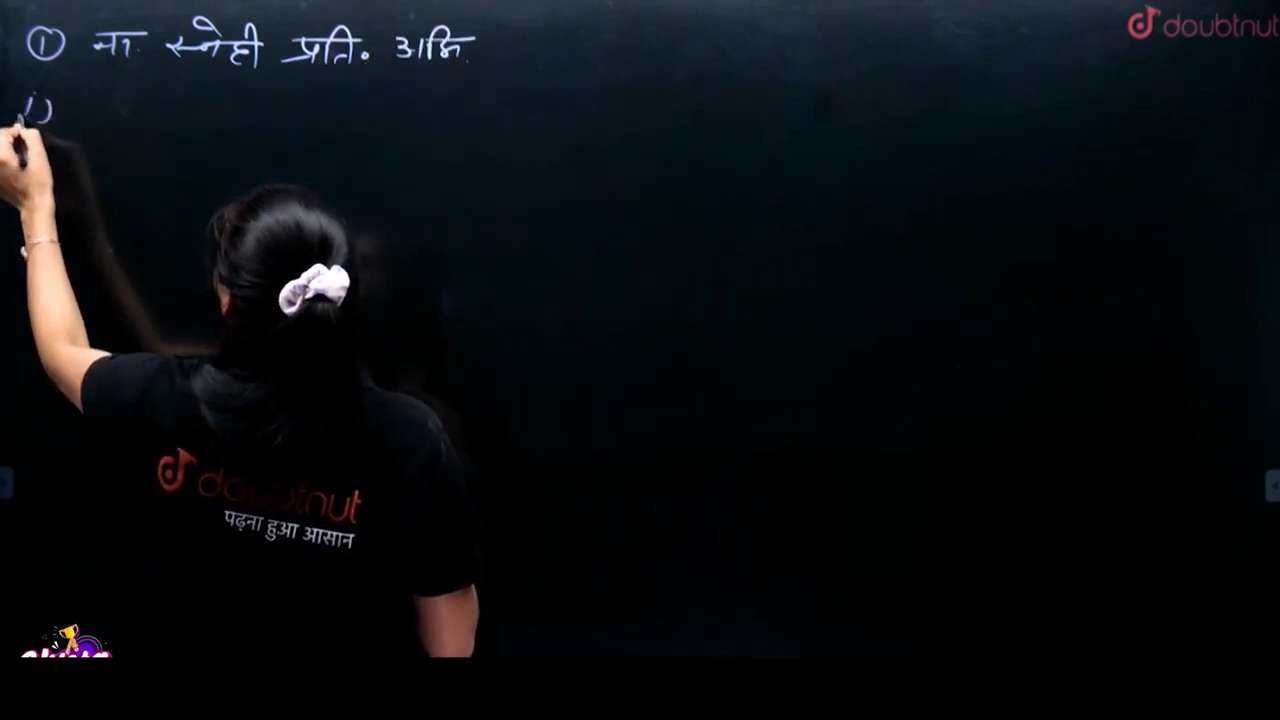 ① ना. स्नेही प्रति. अभि.
doubtnut
i)
doubtnut
पढ़ना हुआ आसान